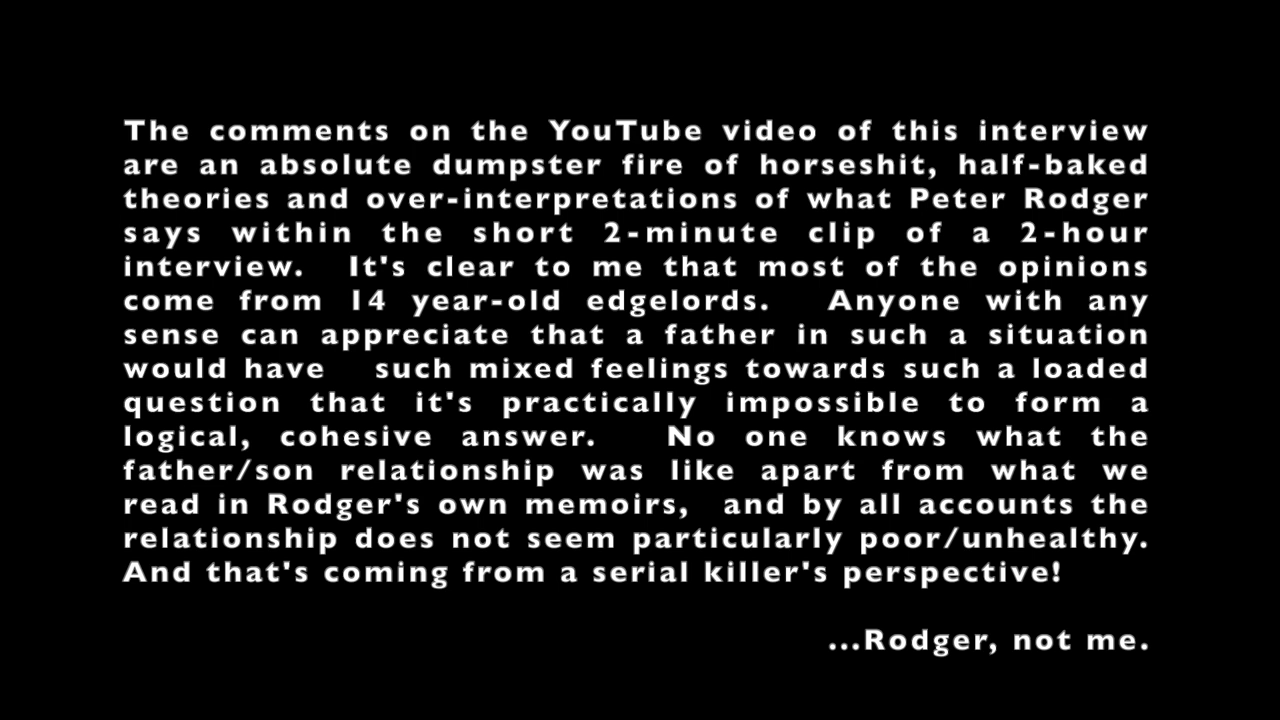 The comments on the YouTube video of this interview
are an absolute dumpster fire of horseshit, half-baked
theories and over-interpretations of what Peter Rodger
says within the short 2-minute clip of a 2-hour
interview. It's clear to me that most of the opinions
come from 14 year-old edgelords. Anyone with any
sense can appreciate that a father in such a situation
would have such mixed feelings towards such a loaded
question that it's practically impossible to form a
logical, cohesive answer. No one knows what the
father/son relationship was like apart from what we
read in Rodger's own memoirs, and by all accounts the
relationship does not seem particularly poor/unhealthy.
And that's coming from a serial killer's perspective!
...Rodger, not me.